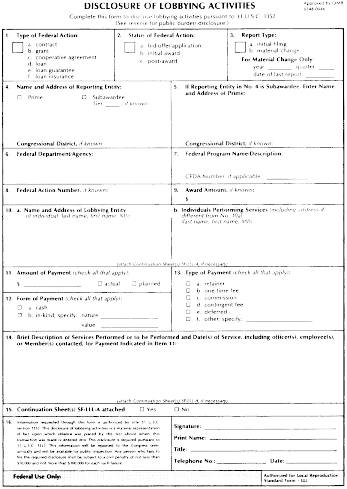 DISCLOSURE OF LOBBYING ACTIVITIES
Approved by OMB
0348-0046
Complete this form to disclose lobbying activities pursuant to 31 U.S.C. 1352
(See reverse for public burden disclosure.)
1. Type of Federal Action:
a. contract
b. grant
c. cooperative agreement
d. loan
e. loan guarantee
f. loan insurance
2. Status of Federal Action:
a. bid/offer/application
b. initial award
c. post-award
3. Report Type:
a. initial filing
b. material change
For Material Change Only:
year ____ quarter ____
date of last report ____
4. Name and Address of Reporting Entity:
□ Prime □ Subawardee
Tier ____, if known:
Congressional District, if known:
5. If Reporting Entity in No. 4 is Subawardee, Enter Name
and Address of Prime:
Congressional District, if known:
6. Federal Department/Agency:
7. Federal Program Name/Description:
CFDA Number, if applicable: ____
8. Federal Action Number, if known:
9. Award Amount, if known:
$
10. a. Name and Address of Lobbying Entity
(if individual, last name, first name, MI):
b. Individuals Performing Services (including address if
different from No. 10a)
(last name, first name, MI):
(attach Continuation Sheet(s) SF-LLL-A, if necessary)
11. Amount of Payment (check all that apply):
$ ____ □ actual □ planned
12. Form of Payment (check all that apply):
□ a. cash
□ b. in-kind; specify: nature ____
value ____
13. Type of Payment (check all that apply):
□ a. retainer
□ b. one-time fee
□ c. commission
□ d. contingent fee
□ e. deferred
□ f. other; specify: ____
14. Brief Description of Services Performed or to be Performed and Date(s) of Service, including officer(s), employee(s),
or Member(s) contacted, for Payment Indicated in Item 11:
(attach Continuation Sheet(s) SF-LLL-A, if necessary)
15. Continuation Sheet(s) SF-LLL-A attached: □ Yes □ No
16. Information requested through this form is authorized by title 31 U.S.C.
section 1352. This disclosure of lobbying activities is a material representation
of fact upon which reliance was placed by the tier above when this
transaction was made or entered into. This disclosure is required pursuant to
31 U.S.C. 1352. This information will be reported to the Congress semi-
annually and will be available for public inspection. Any person who fails to
file the required disclosure shall be subject to a civil penalty of not less than
$10,000 and not more than $100,000 for each such failure.
Signature: ____
Print Name: ____
Title: ____
Telephone No.: ____ Date: ____
Federal Use Only:
Authorized for Local Reproduction
Standard Form - LLL